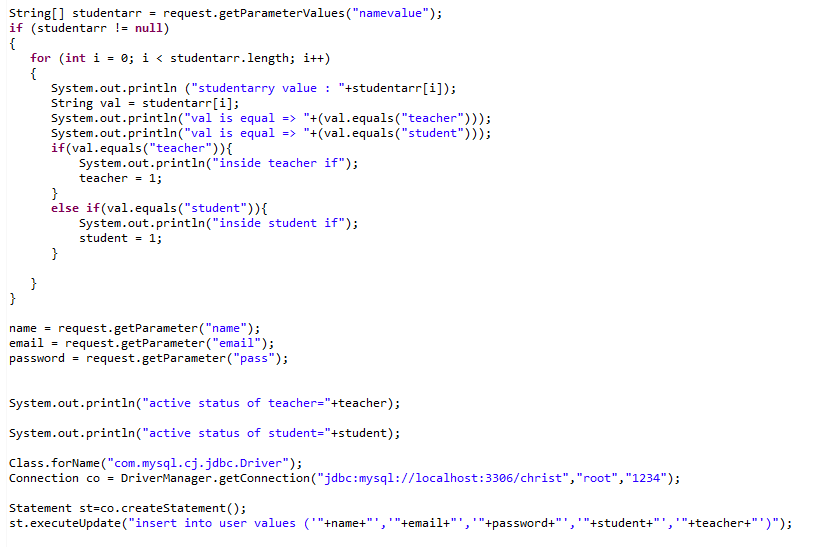 String[] studentarr = request.getParameterValues("namevalue");
if (studentarr != null)
{
for (int i = 0; i < studentarr.length; i++)
{
System.out.println ("studentarry value : "+studentarr[i]);
String val = studentarr[i];
System.out.println("val is equal => "+(val.equals("teacher")));
System.out.println("val is equal => "+(val.equals("student")));
if(val.equals("teacher")){
System.out.println("inside teacher if");
teacher = 1;
}
else if(val.equals("student")){
System.out.println("inside student if");
student = 1;
}
}
}
name = request.getParameter("name");
email = request.getParameter("email");
password = request.getParameter("pass");
System.out.println("active status of teacher="+teacher);
System.out.println("active status of student="+student);
Class.forName("com.mysql.cj.jdbc.Driver");
Connection co = DriverManager.getConnection("jdbc:mysql://localhost:3306/christ","root","1234");
Statement st=co.createStatement();
st.executeUpdate("insert into user values ('"+name+"','"+email+"','"+password+"','"+student+"','"+teacher+"')");